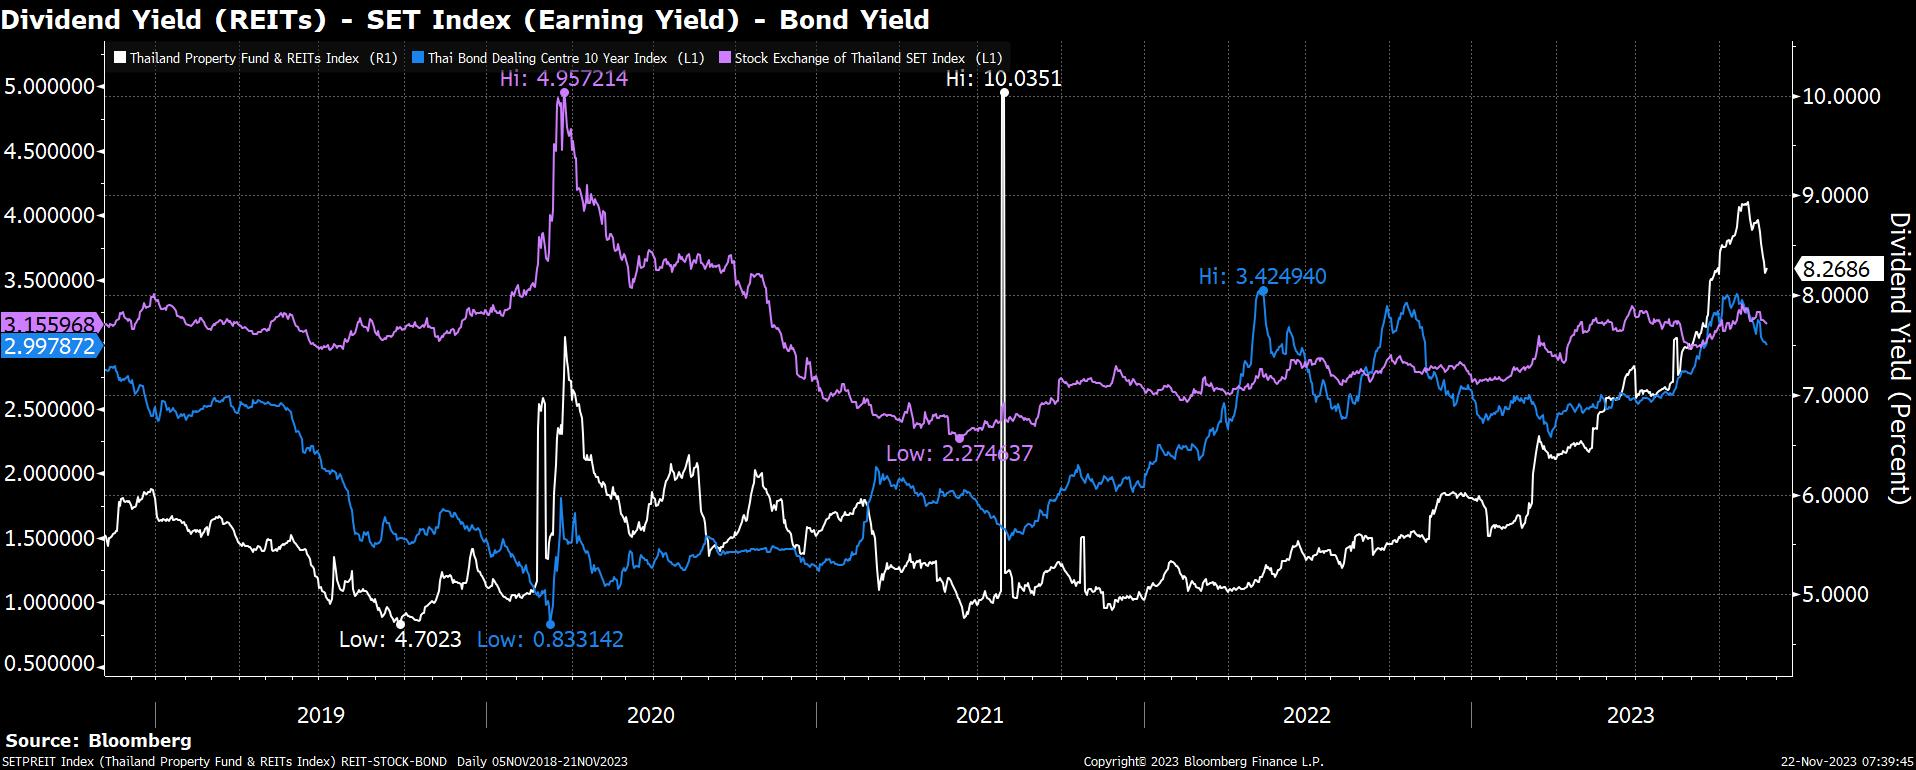 Dividend Yield (REITs) - SET Index (Earning Yield) - Bond Yield
Thailand Property Fund & REITs Index (R1) Thai Bond Dealing Centre 10 Year Index (L1) Stock Exchange of Thailand SET Index (L1)
Hi: 4.957214
Hi: 10.0351
5.000000
10.0000
4.500000
9.0000
4.000000
3.500000
Hi: 3.424940
8.2686
8.0000
3.155968
2.997872
2.500000
7.0000
Low: 2.274637
2.000000
6.0000
1.500000
1.000000
5.0000
Low: 4.7023
Low: 0.833142
0.500000
Dividend Yield (Percent)
2019
2020
2021
2022
2023
Source: Bloomberg
SETPREIT Index (Thailand Property Fund & REITs Index) REIT-STOCK-BOND Daily 05NOV2018-21NOV2023
Copyright© 2023 Bloomberg Finance L.P.
22-Nov-2023 07:39:45